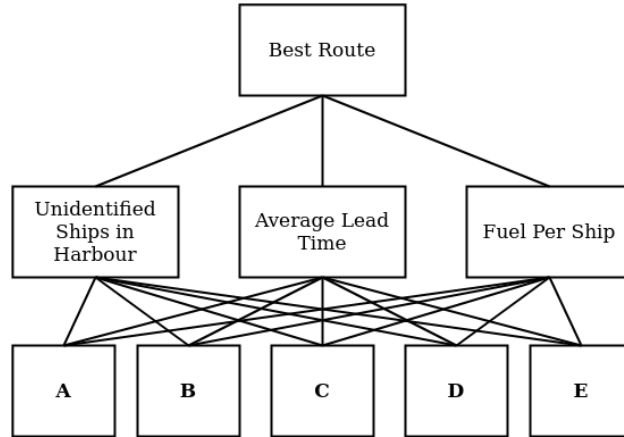 Best Route
Unidentified
Ships in
Harbour
Average Lead
Time
Fuel Per Ship
A
B
C
D
E